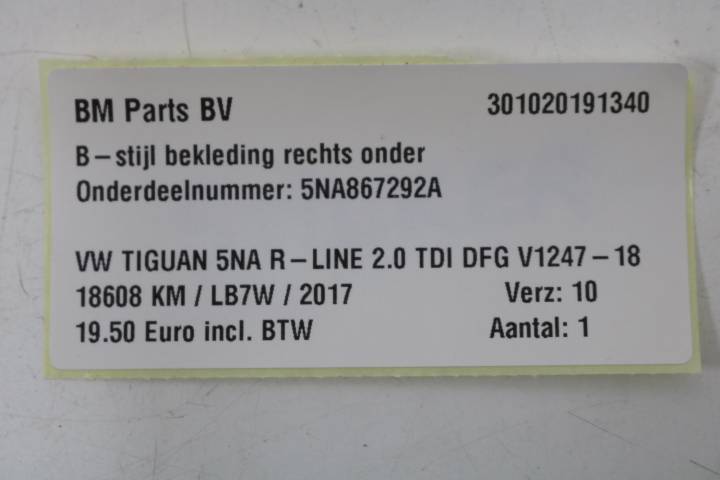 BM Parts BV 301020191340
B-stijl bekleding rechts onder
Onderdeelnummer: 5NA867292A
VW TIGUAN 5NA R-LINE 2.0 TDI DFG V1247-18
18608 KM / LB7W / 2017 Verz: 10
19.50 Euro incl. BTW Aantal: 1